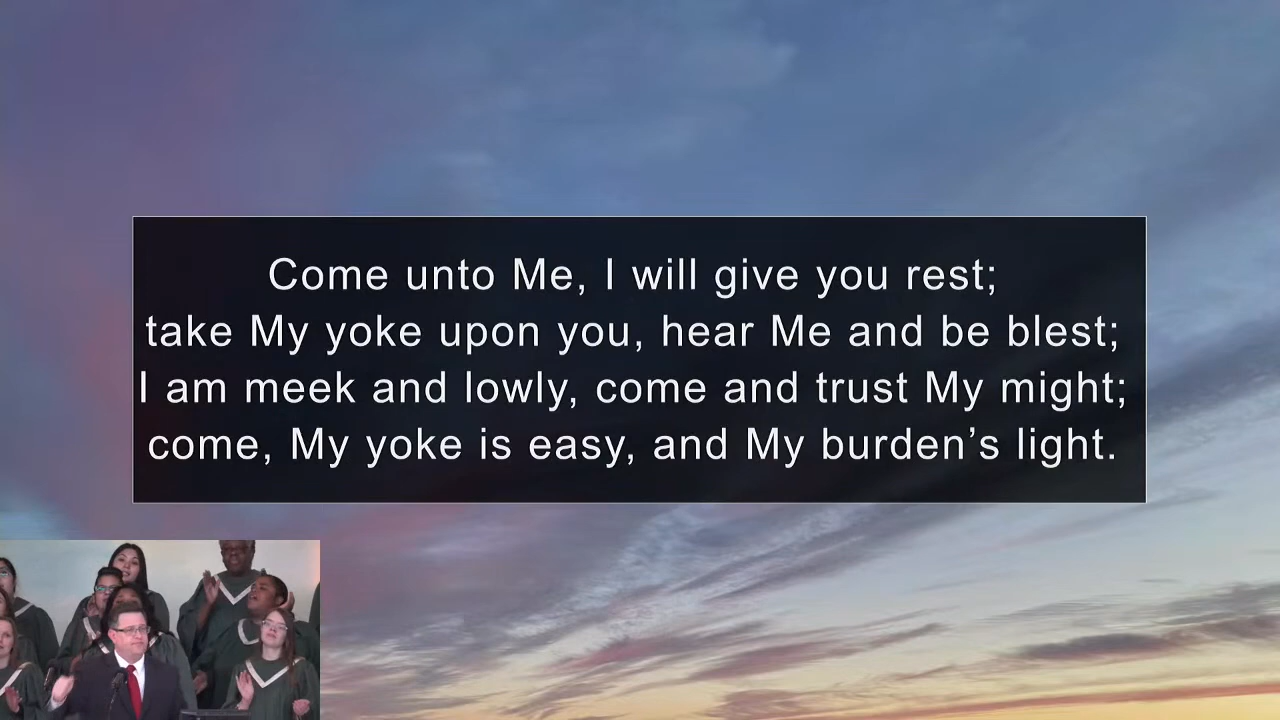 Come unto Me, I will give you rest;
take My yoke upon you, hear Me and be blest;
I am meek and lowly, come and trust My might;
come, My yoke is easy, and My burden’s light.